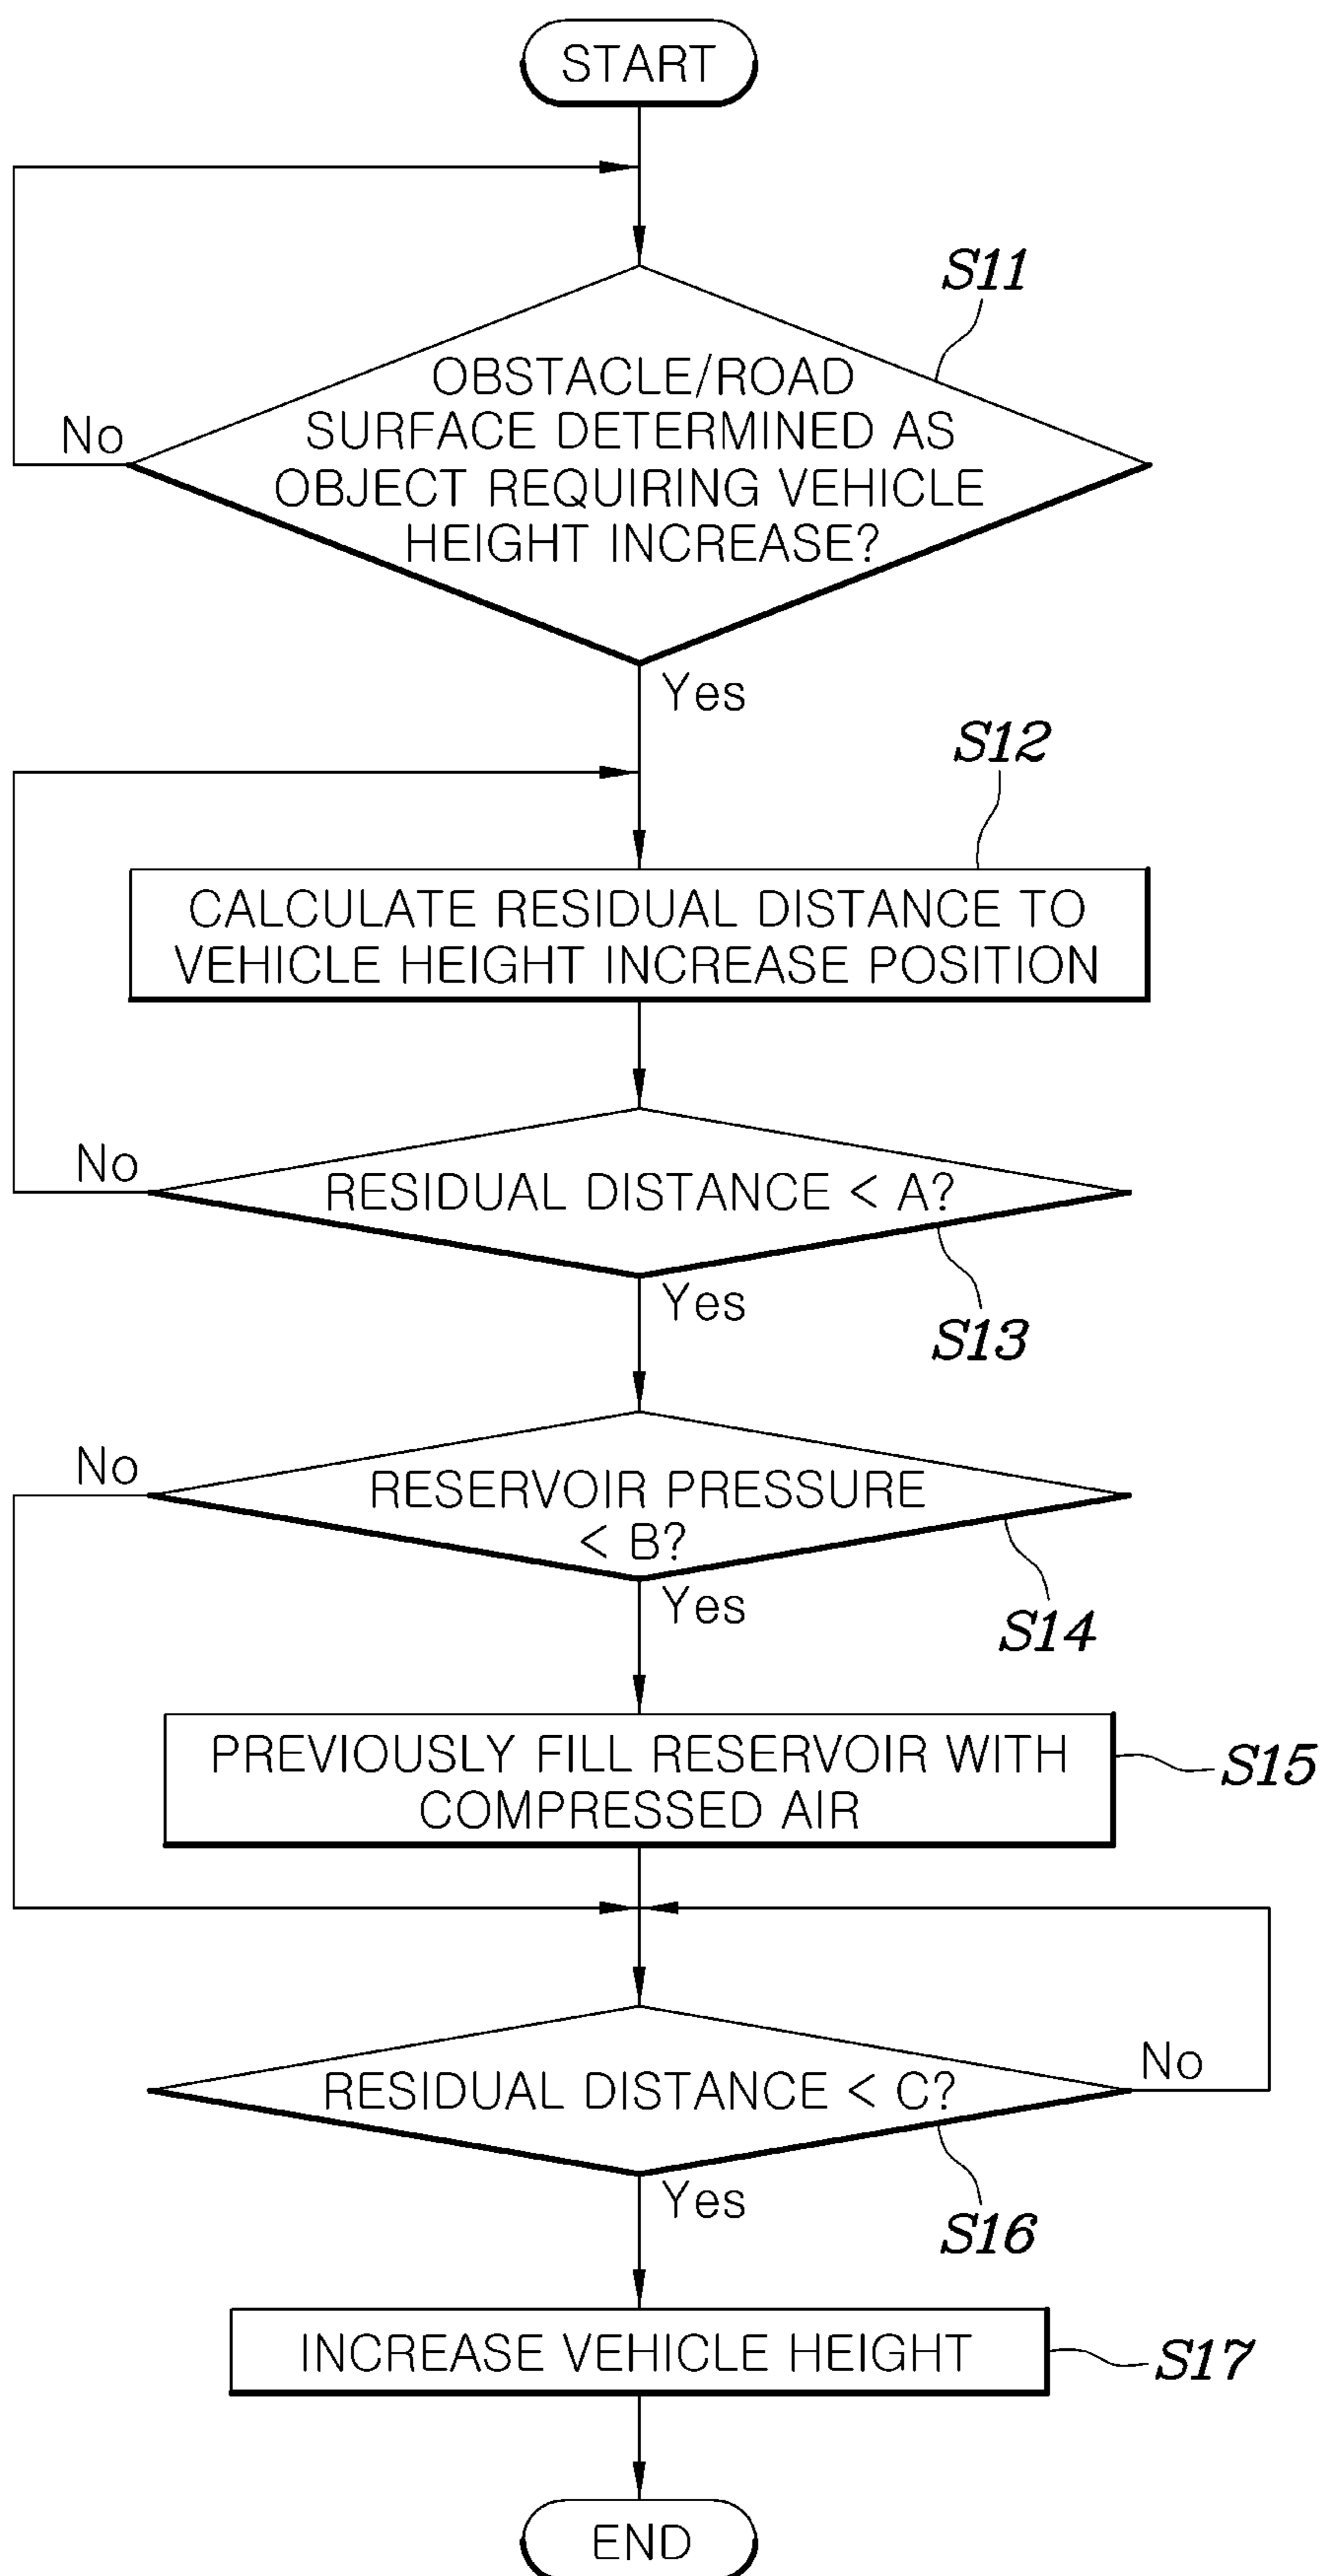 START
S11
OBSTACLE/ROAD
SURFACE DETERMINED AS
OBJECT REQUIRING VEHICLE
HEIGHT INCREASE?
No
Yes
S12
CALCULATE RESIDUAL DISTANCE TO
VEHICLE HEIGHT INCREASE POSITION
No
RESIDUAL DISTANCE < A?
Yes
S13
No
RESERVOIR PRESSURE
< B?
Yes
S14
PREVIOUSLY FILL RESERVOIR WITH
COMPRESSED AIR
S15
RESIDUAL DISTANCE < C?
No
Yes
S16
INCREASE VEHICLE HEIGHT
S17
END